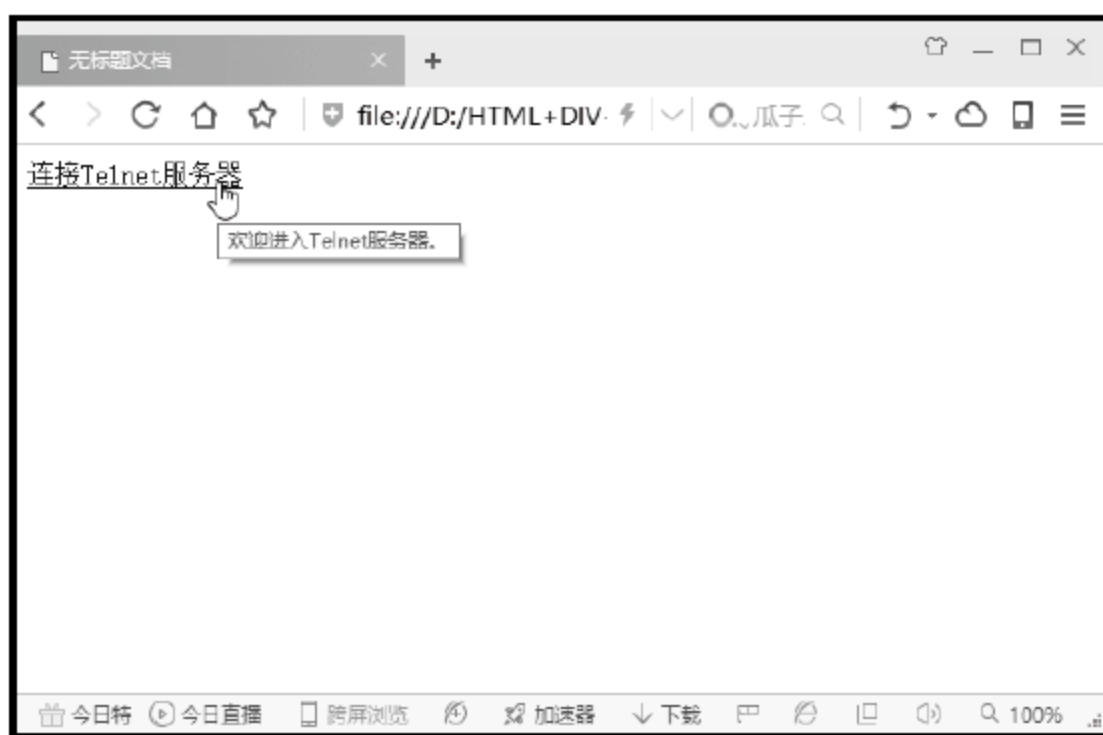 无标题文档
file:///D:/HTML+DIV
瓜子
连接Telnet服务器
欢迎进入Telnet服务器。
今日特 今日直播 跨屏浏览 加速器 下载 100%